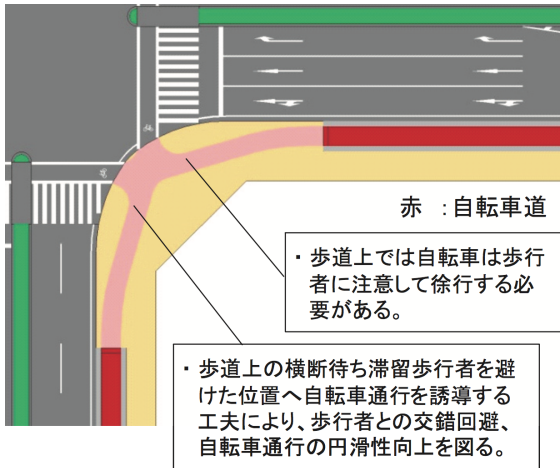 赤 ：自転車道
・歩道上では自転車は歩行
者に注意して徐行する必
要がある。
・歩道上の横断待ち滞留歩行者を避
けた位置へ自転車通行を誘導する
工夫により、歩行者との交錯回避、
自転車通行の円滑性向上を図る。